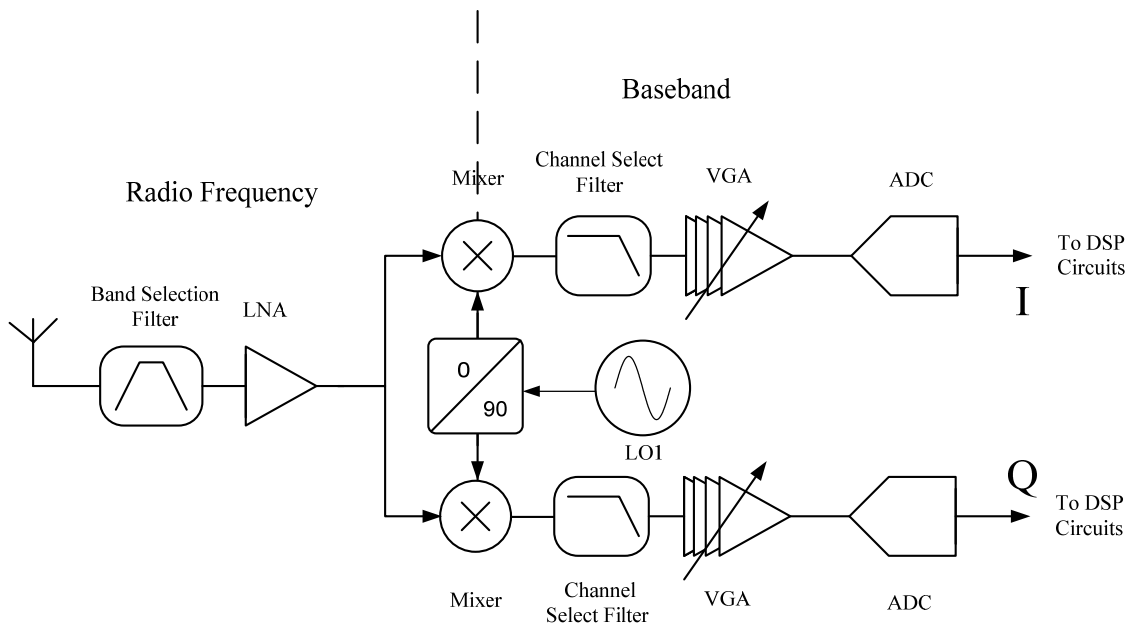 Baseband
Radio Frequency
Mixer
Channel Select
Filter
VGA
ADC
To DSP
Circuits
I
Band Selection
Filter
LNA
0
90
LO1
Q
To DSP
Circuits
Mixer
Channel
Select Filter
VGA
ADC